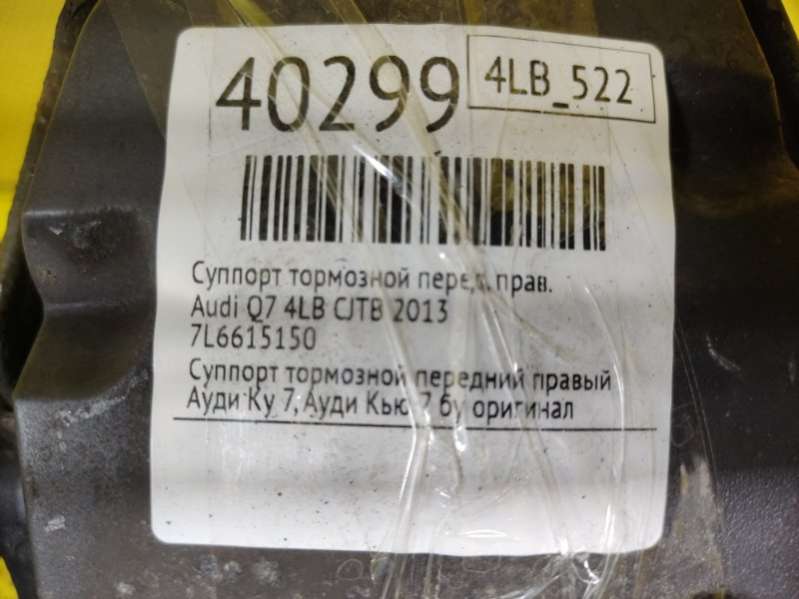 40299
4LB_522
Суппорт тормозной перед. прав.
Audi Q7 4LB CJTB 2013
7L6615150
Суппорт тормозной передний правый
Ауди Ку 7, Ауди Кью 7 бу оригинал